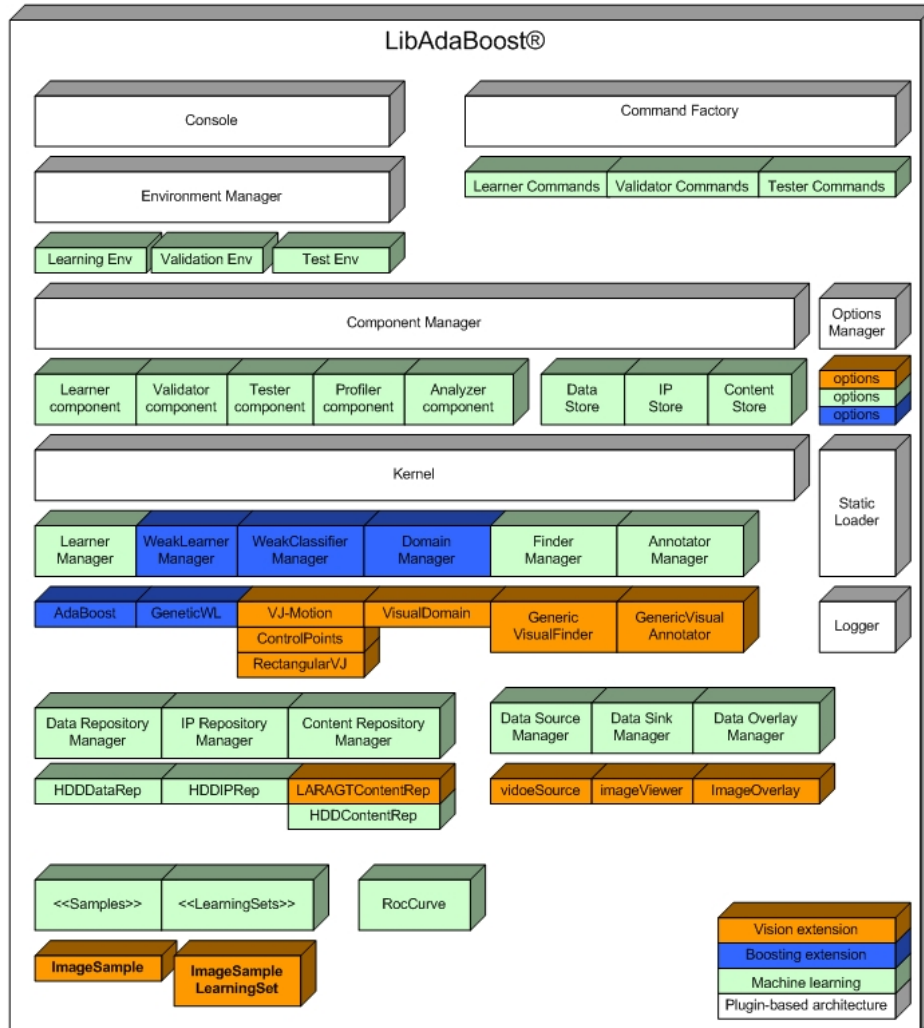 LibAdaBoost®
Console
Command Factory
Learner Commands Validator Commands Tester Commands
Environment Manager
Learning Env Validation Env Test Env
Component Manager
Options
Manager
Learner
component
Validator
component
Tester
component
Profiler
component
Analyzer
component
Data
Store
IP
Store
Content
Store
options
options
options
Kernel
Static
Loader
Learner
Manager
WeakLearner
Manager
WeakClassifier
Manager
Domain
Manager
Finder
Manager
Annotator
Manager
AdaBoost GeneticWL VJ-Motion VisualDomain
ControlPoints
RectangularVJ
Generic
VisualFinder
GenericVisual
Annotator
Logger
Data Repository
Manager
IP Repository
Manager
Content Repository
Manager
Data Source
Manager
Data Sink
Manager
Data Overlay
Manager
HDDDataRep HDDIPRep LARAGTContentRep
HDDContentRep
vidoeSource imageViewer ImageOverlay
<<Samples>> <<LearningSets>> RocCurve
ImageSample
ImageSample
LearningSet
Vision extension
Boosting extension
Machine learning
Plugin-based architecture